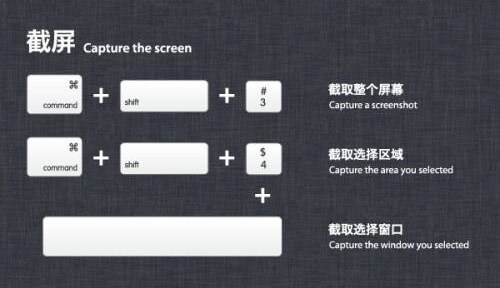 截屏 Capture the screen
⌘
command + shift + #
3
截取整个屏幕
Capture a screenshot
⌘
command + shift + $
4
截取选择区域
Capture the area you selected
+
截取选择窗口
Capture the window you selected